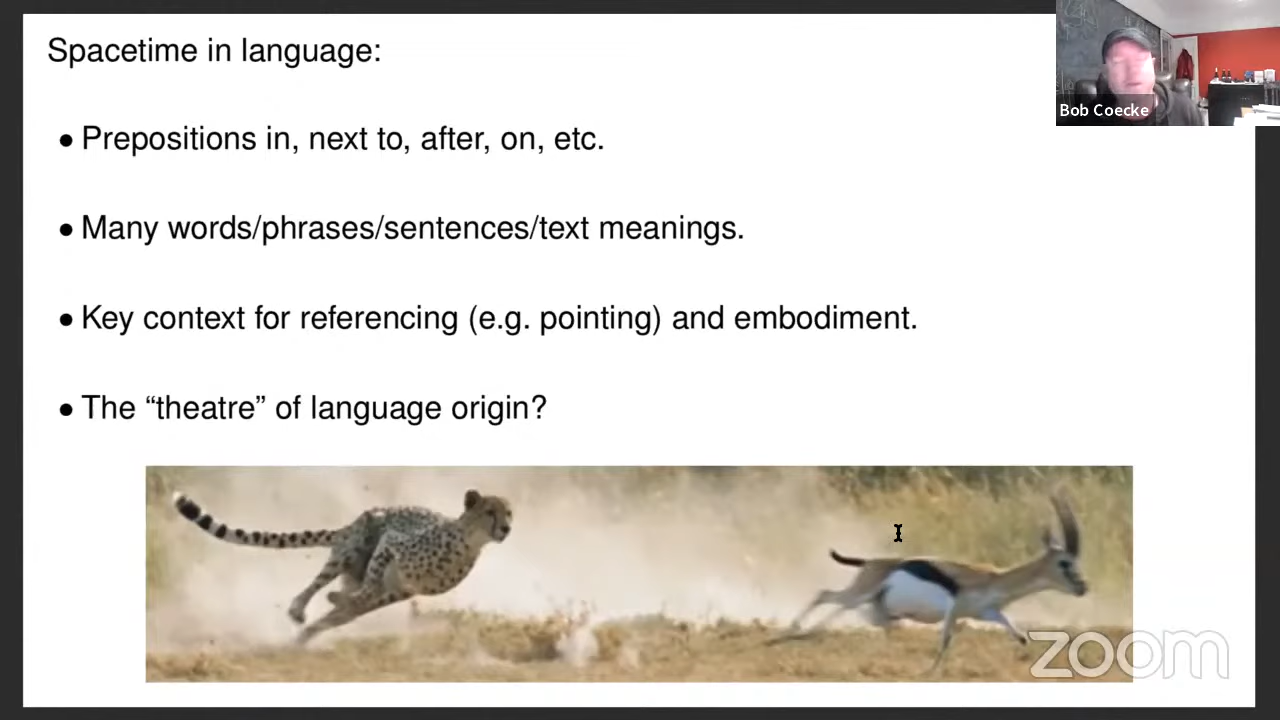 Spacetime in language:
Bob Coecke
• Prepositions in, next to, after, on, etc.
• Many words/phrases/sentences/text meanings.
• Key context for referencing (e.g. pointing) and embodiment.
• The “theatre” of language origin?
zoom